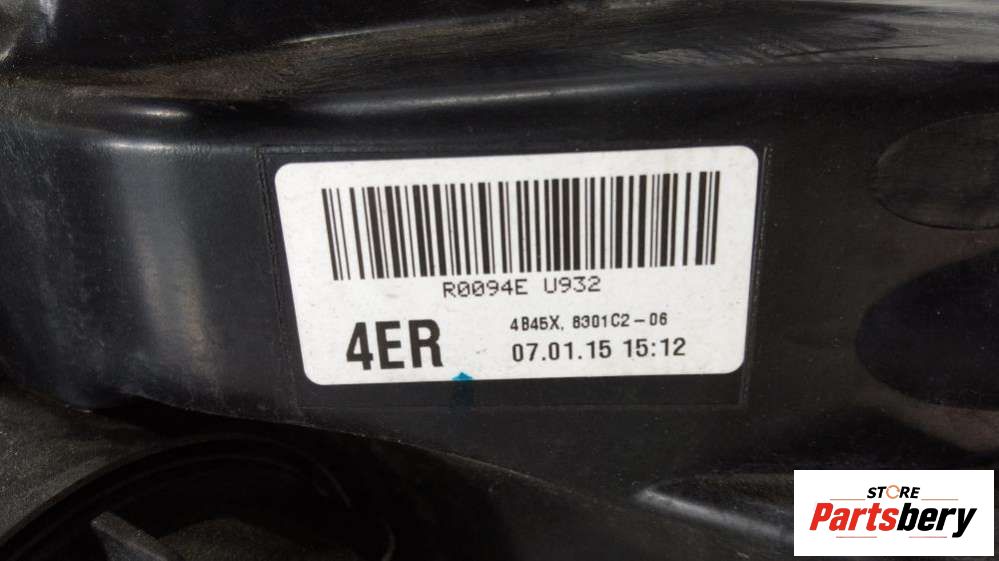 R0094E U932
4ER
4B45X, 8301C2-06
07.01.15 15:12
STORE
Partsbery